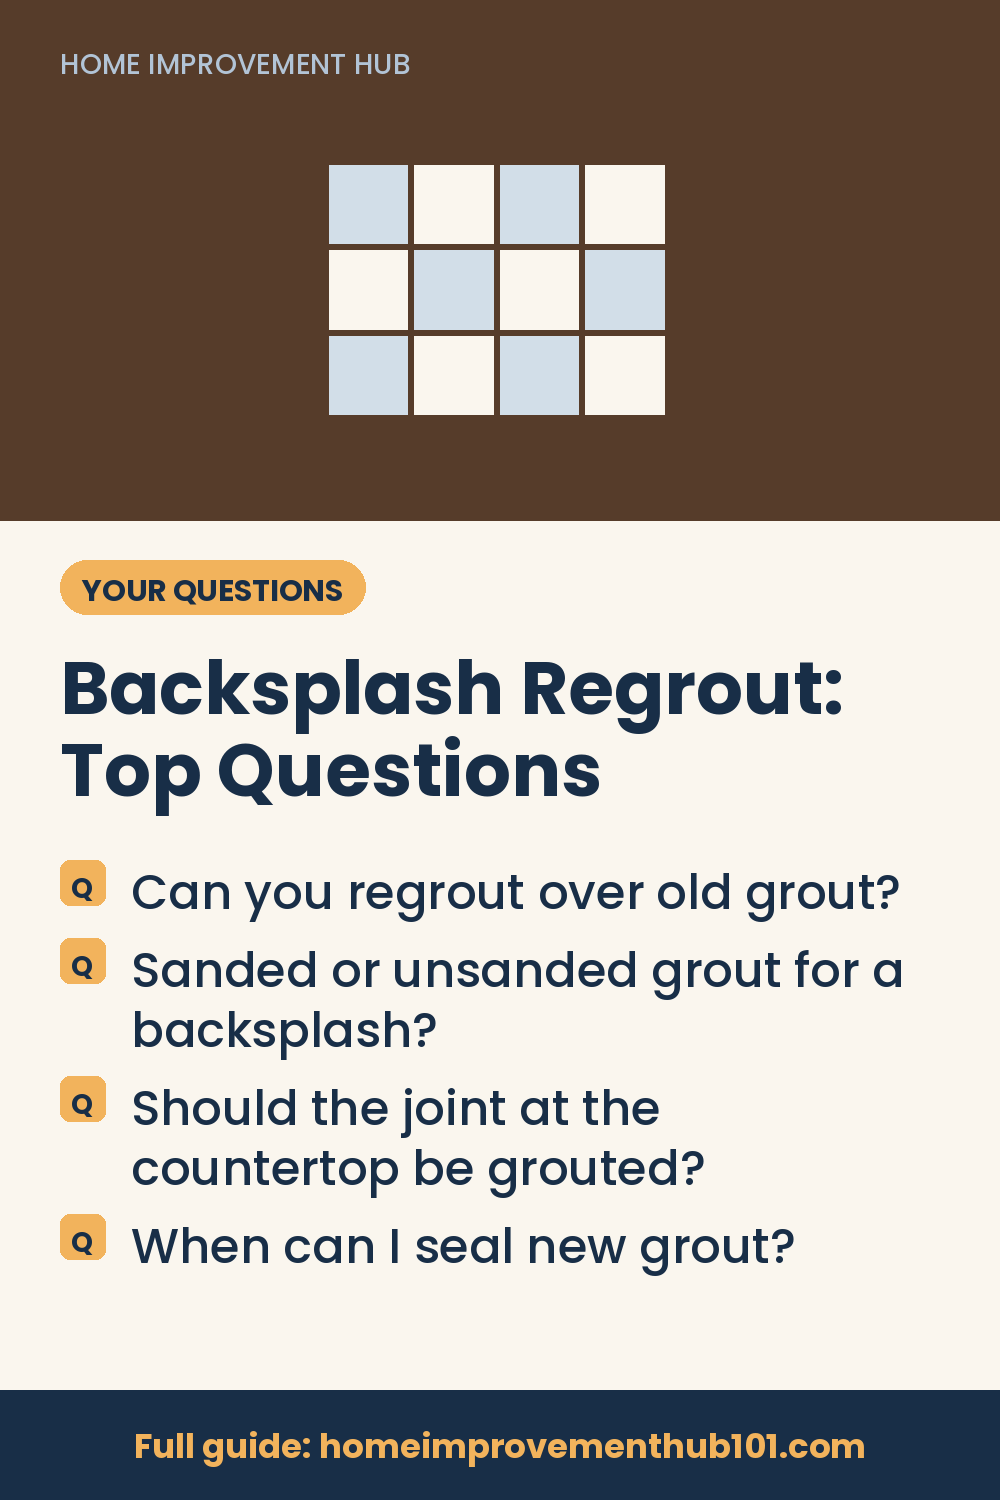 HOME IMPROVEMENT HUB
YOUR QUESTIONS
Backsplash Regrout:
Top Questions
Q Can you regrout over old grout?
Q Sanded or unsanded grout for a
backsplash?
Q Should the joint at the
countertop be grouted?
Q When can I seal new grout?
Full guide: homeimprovementhub101.com